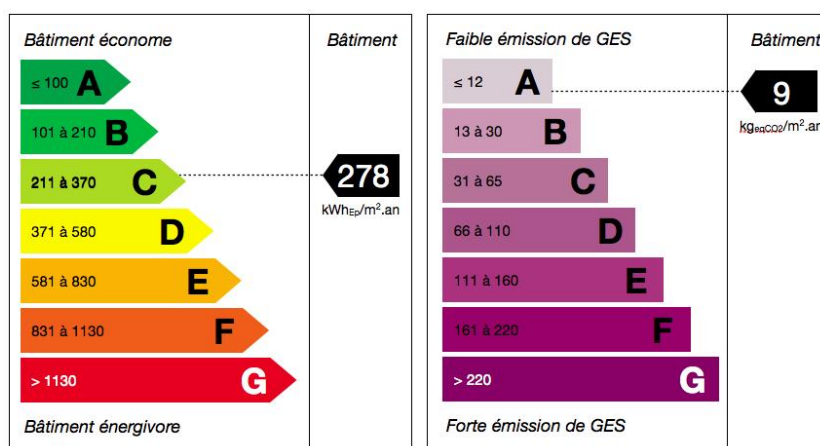 Bâtiment économe
Bâtiment
≤ 100 A
101 à 210 B
211 à 370 C
278
kWhEp/m².an
371 à 580 D
581 à 830 E
831 à 1130 F
> 1130 G
Bâtiment énergivore
Faible émission de GES
Bâtiment
≤ 12 A
9
kgeqCO2/m².an
13 à 30 B
31 à 65 C
66 à 110 D
111 à 160 E
161 à 220 F
> 220 G
Forte émission de GES